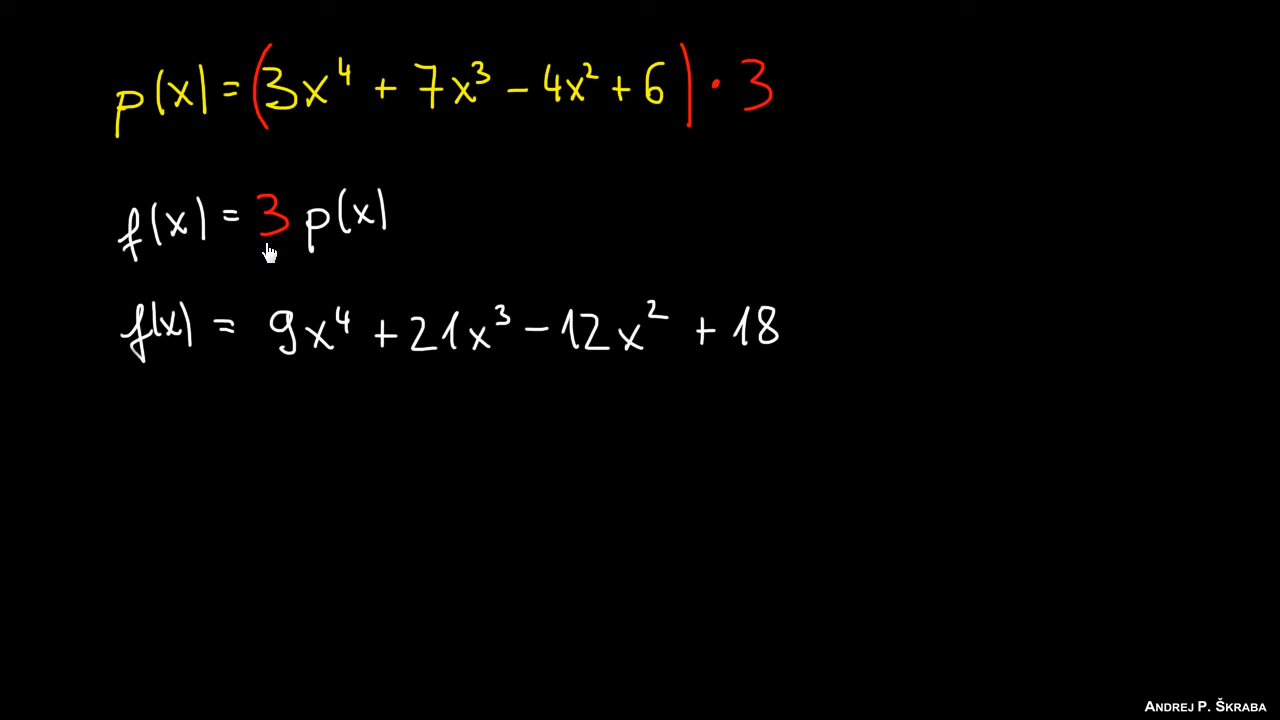 p(x) = (3x⁴ + 7x³ − 4x² + 6) · 3
f(x) = 3 p(x)
f(x) = 9x⁴ + 21x³ − 12x² + 18
ANDREJ P. ŠKRABA